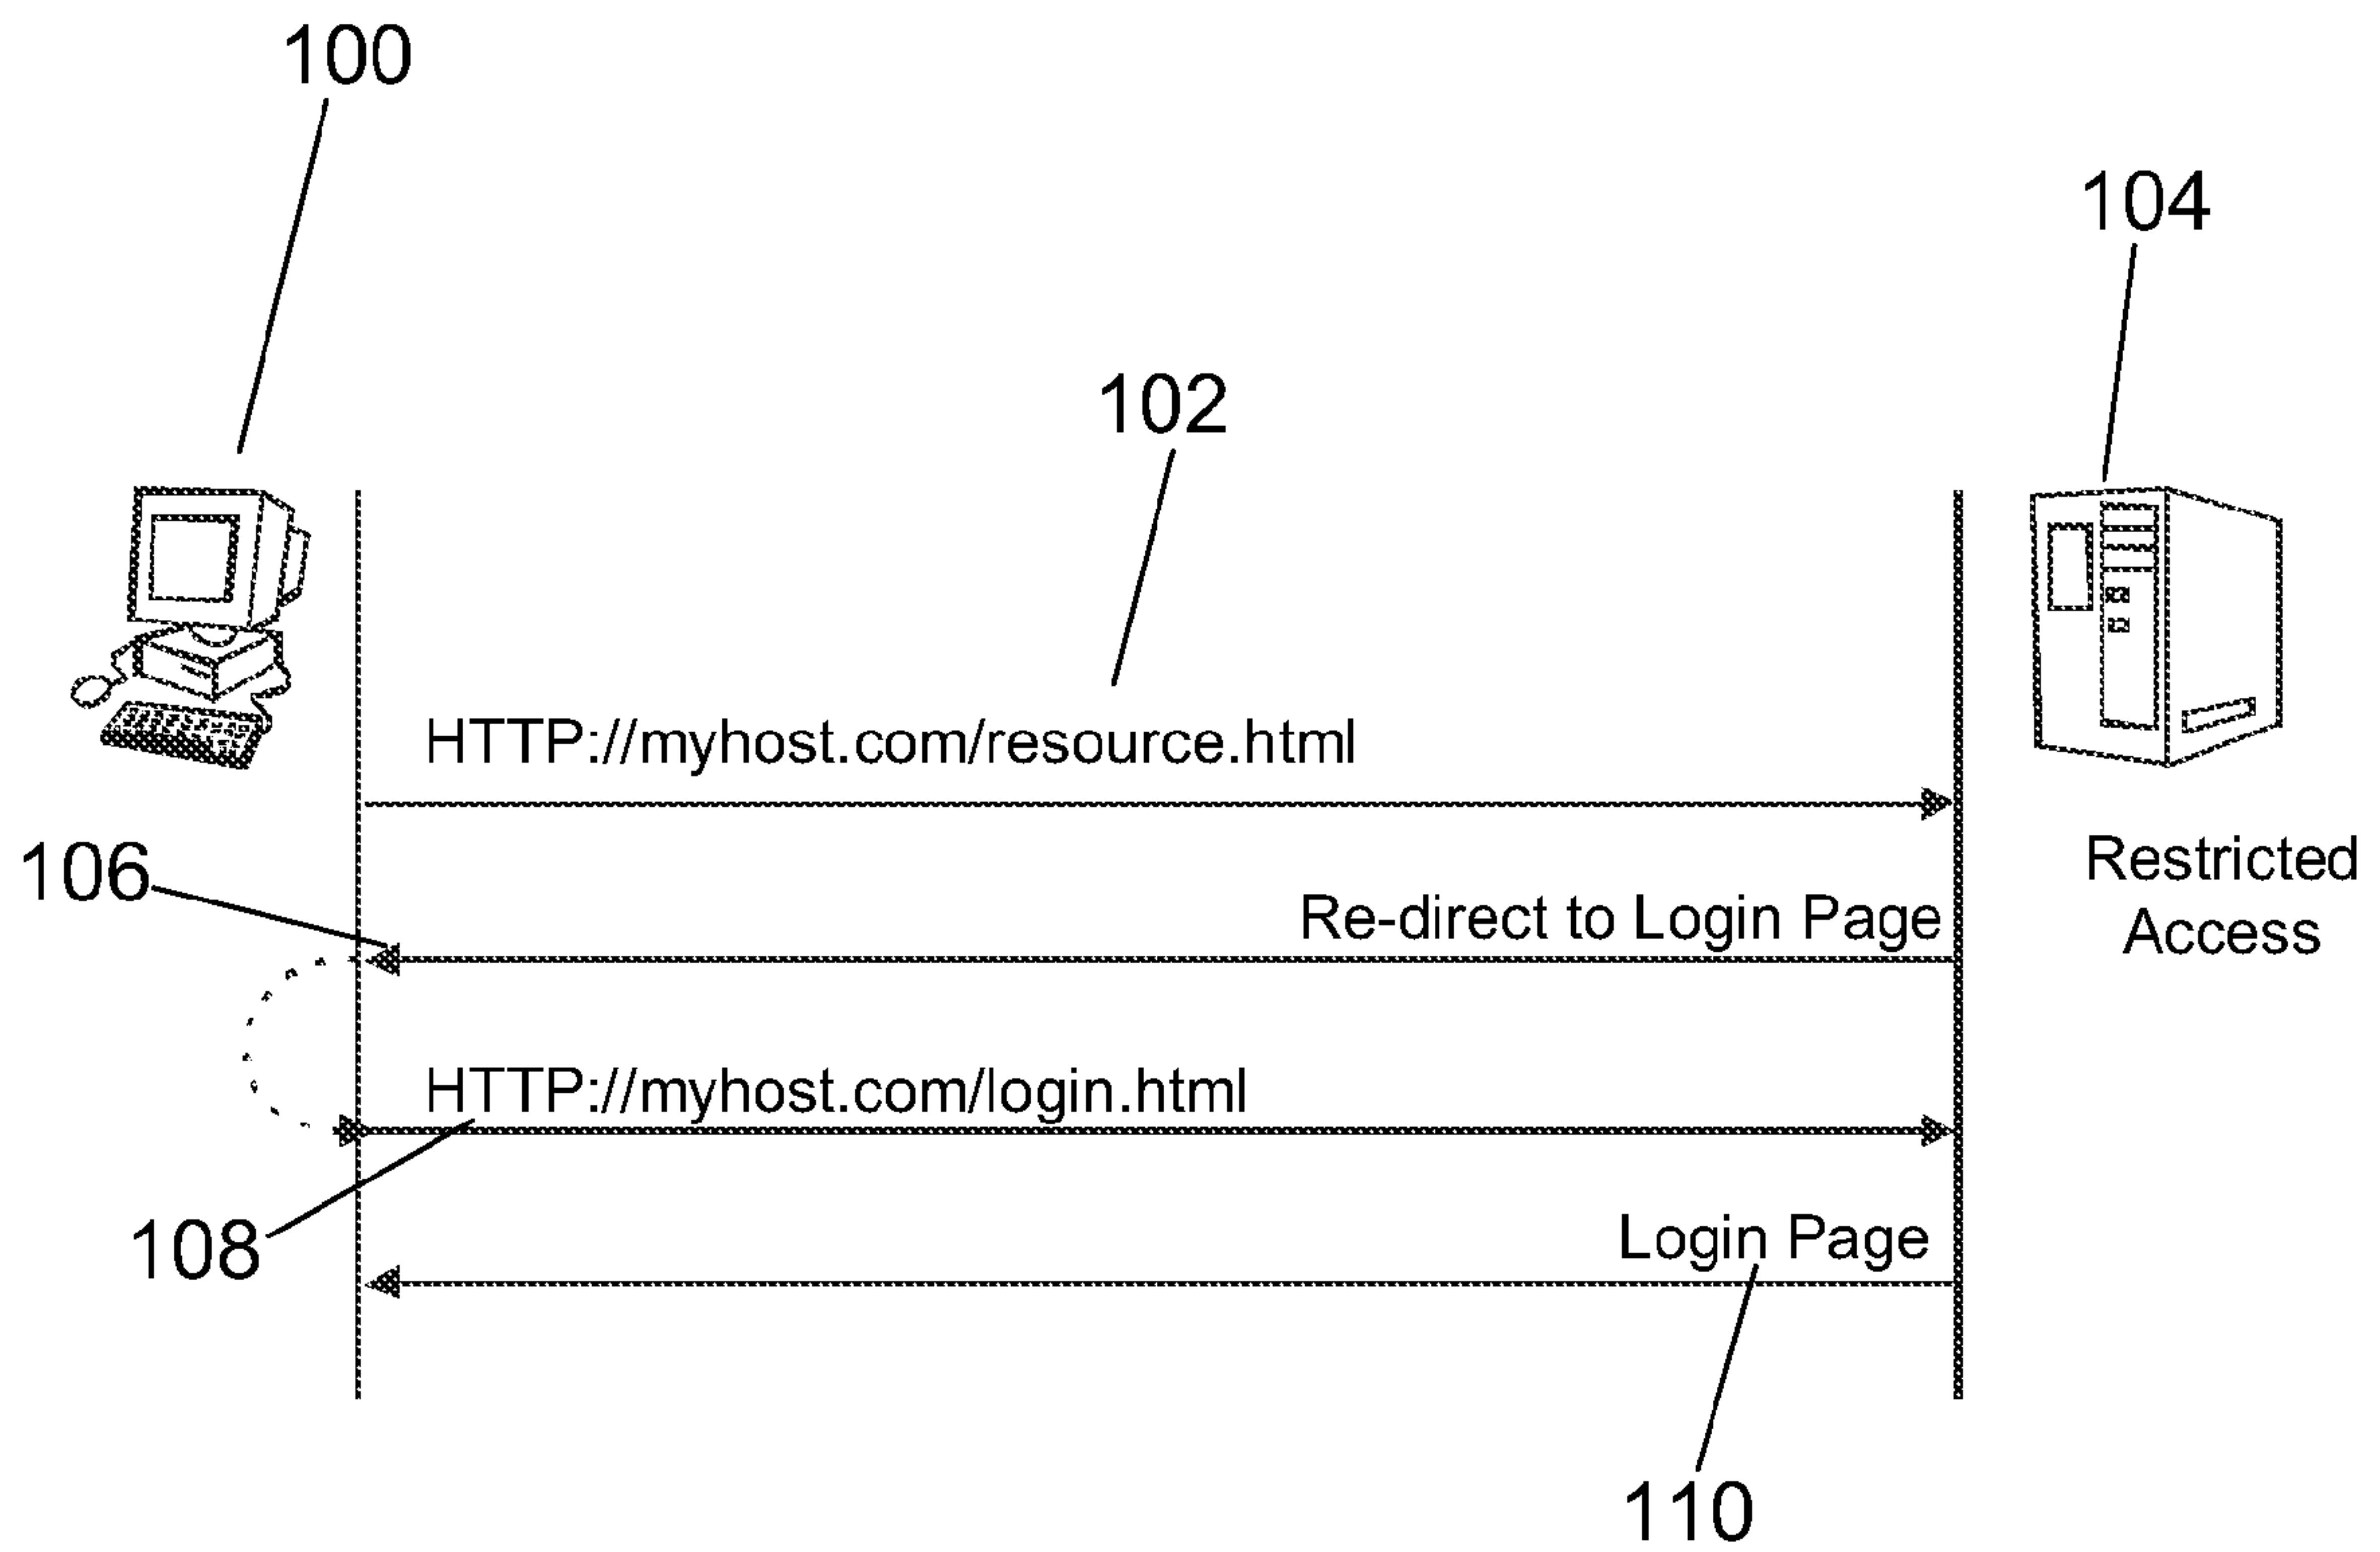 100
104
102
HTTP://myhost.com/resource.html
106
Restricted
Access
Re-direct to Login Page
HTTP://myhost.com/login.html
108
Login Page
110